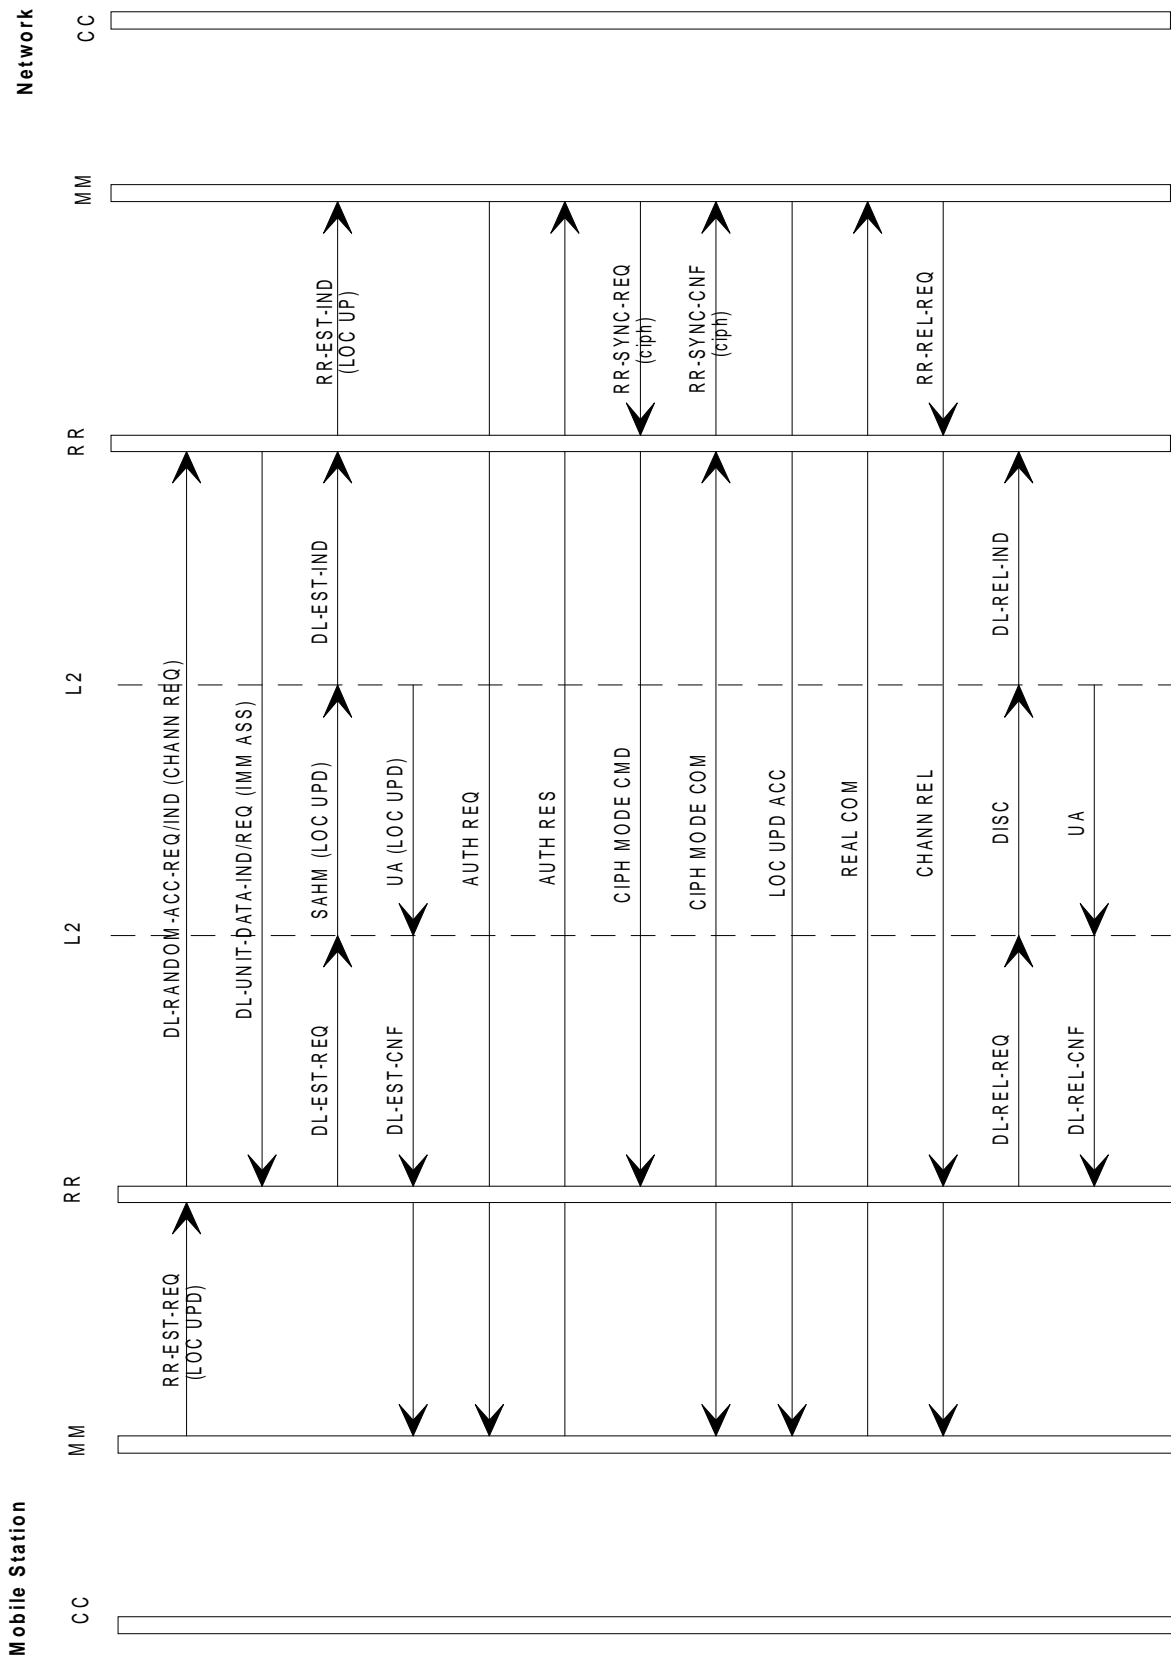 Mobile Station
Network
CC
MM
RR
L2
L2
RR
MM
CC
RR-EST-REQ
(LOC UPD)
DL-RANDOM-ACC-REQ/IND (CHANN REQ)
DL-UNIT-DATA-IND/REQ (IMM ASS)
DL-EST-REQ
SAHM (LOC UPD)
DL-EST-IND
RR-EST-IND
(LOC UP)
DL-EST-CNF
UA (LOC UPD)
AUTH REQ
AUTH RES
CIPH MODE CMD
RR-SYNC-REQ
(ciph)
CIPH MODE COM
RR-SYNC-CNF
(ciph)
LOC UPD ACC
REAL COM
CHANN REL
RR-REL-REQ
DL-REL-REQ
DISC
DL-REL-IND
DL-REL-CNF
UA